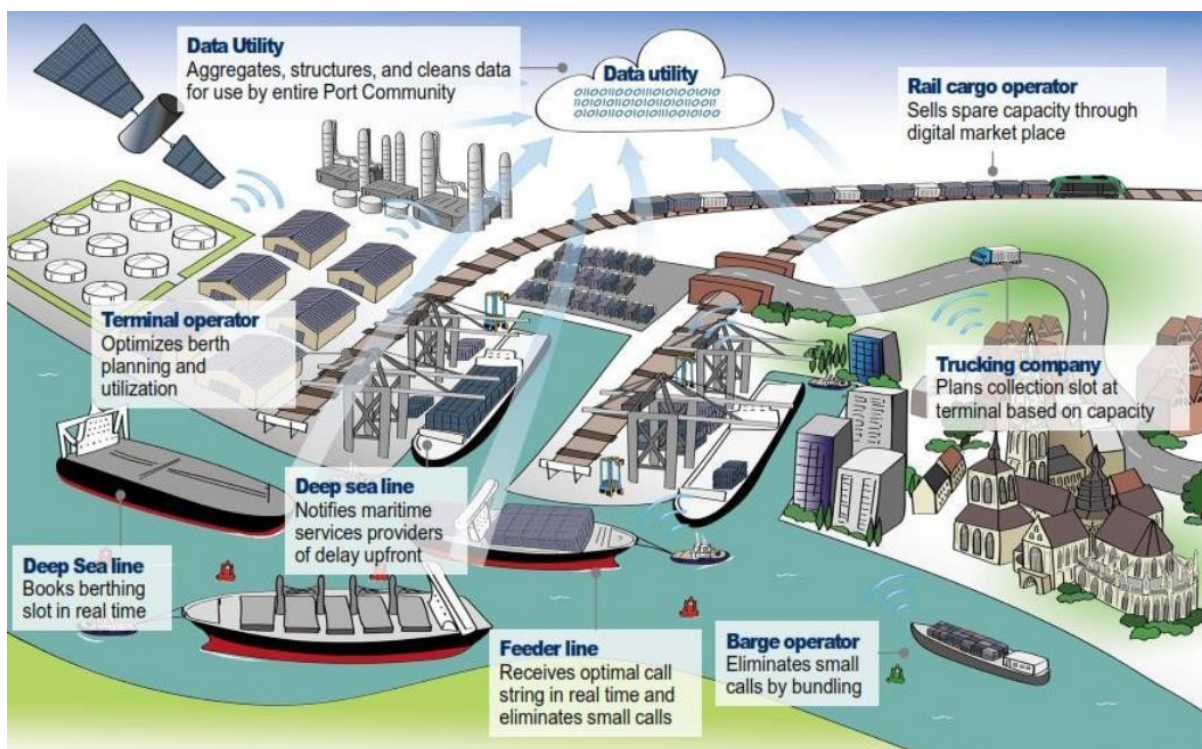 Data Utility
Aggregates, structures, and cleans data
for use by entire Port Community
Data utility
Rail cargo operator
Sells spare capacity through
digital market place
Terminal operator
Optimizes berth
planning and
utilization
Trucking company
Plans collection slot at
terminal based on capacity
Deep sea line
Notifies maritime
services providers
of delay upfront
Deep Sea line
Books berthing
slot in real time
Feeder line
Receives optimal call
string in real time and
eliminates small calls
Barge operator
Eliminates small
calls by bundling